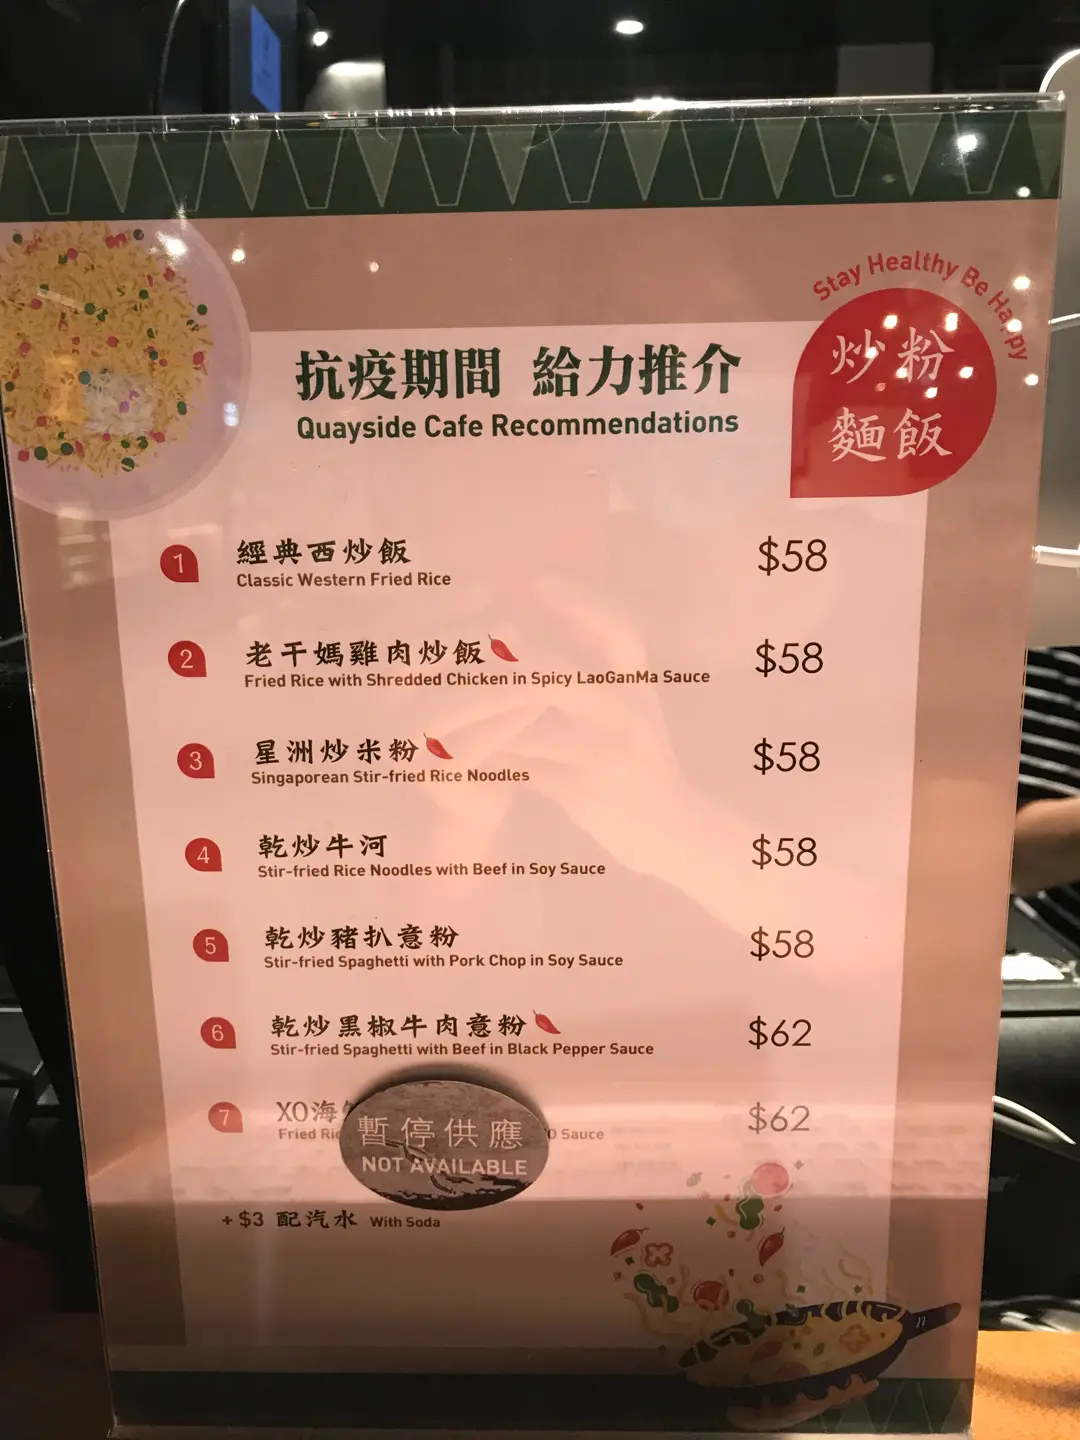 Stay Healthy Be Happy
炒粉
麵飯
抗疫期間 給力推介
Quayside Cafe Recommendations
1 經典西炒飯 $58
Classic Western Fried Rice
2 老干媽雞肉炒飯 $58
Fried Rice with Shredded Chicken in Spicy LaoGanMa Sauce
3 星洲炒米粉 $58
Singaporean Stir-fried Rice Noodles
4 乾炒牛河 $58
Stir-fried Rice Noodles with Beef in Soy Sauce
5 乾炒豬扒意粉 $58
Stir-fried Spaghetti with Pork Chop in Soy Sauce
6 乾炒黑椒牛肉意粉 $62
Stir-fried Spaghetti with Beef in Black Pepper Sauce
7 XO海 $62
Fried Sauce
暫停供應
NOT AVAILABLE
+$3 配汽水 With Soda